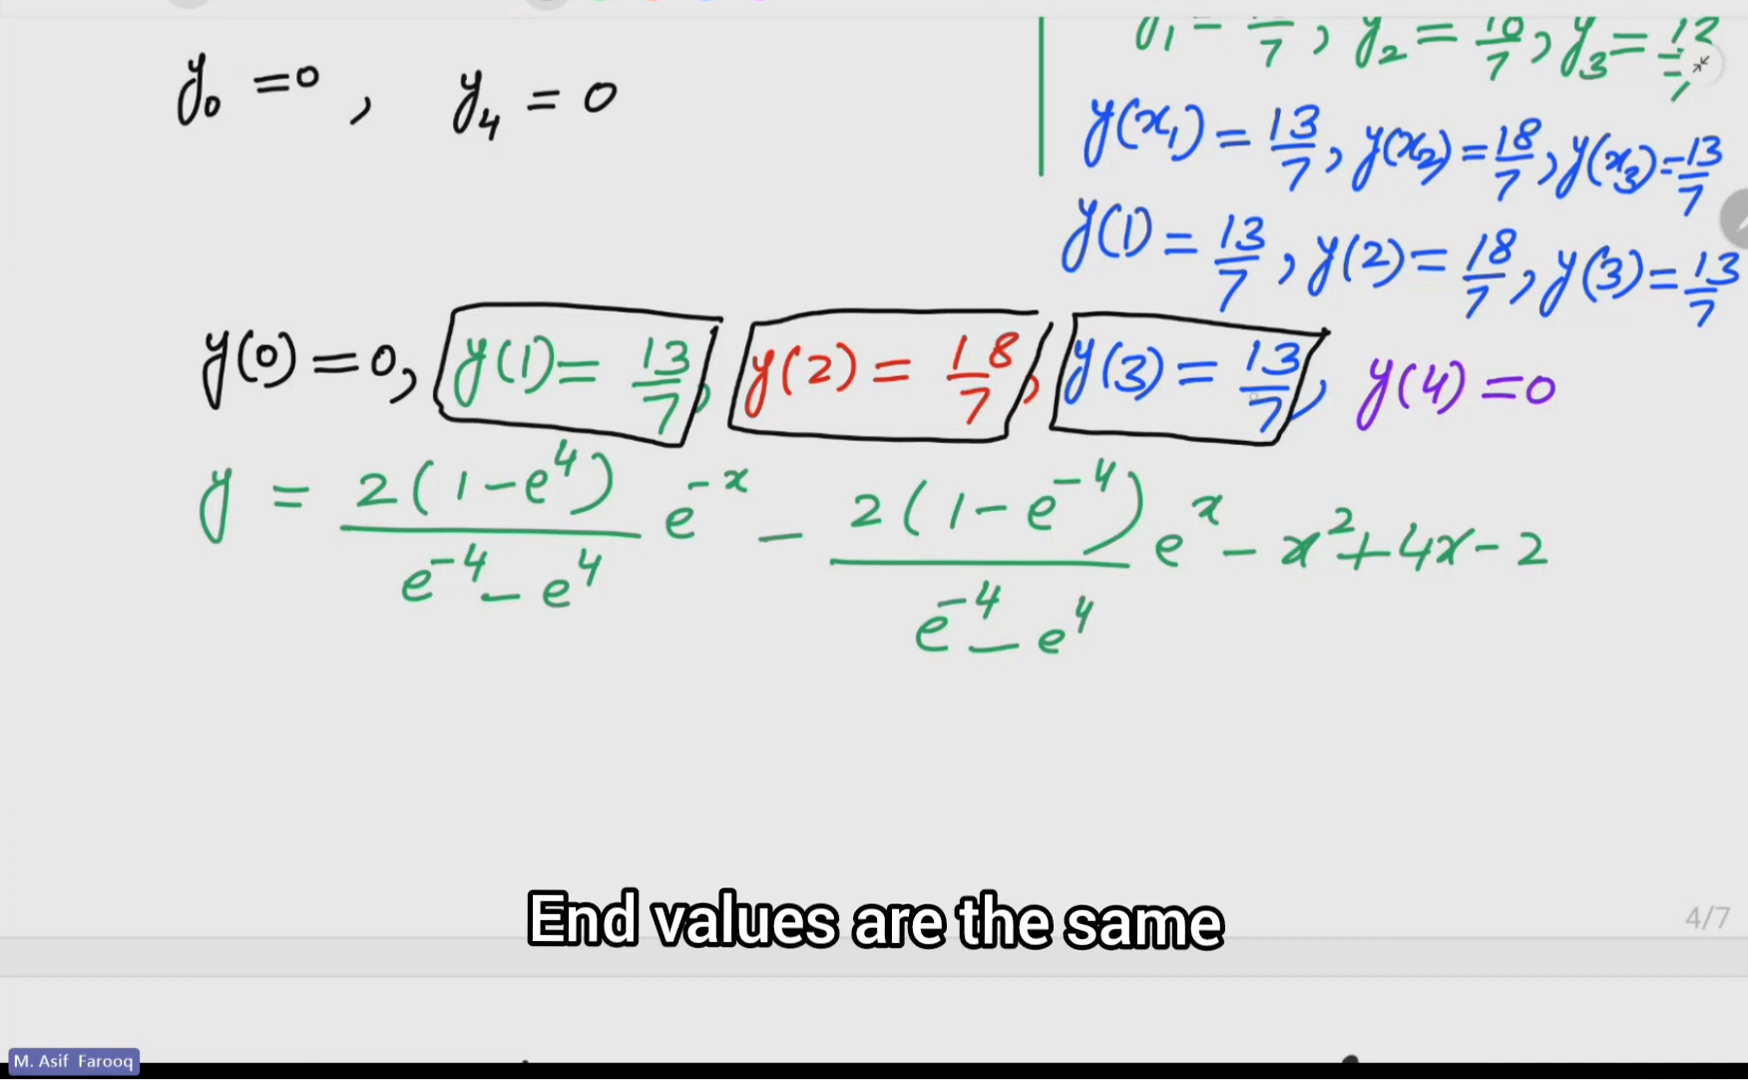 y₁ = /7, y₂ = 18/7, y₃ = 13/7
y₀ = 0, y₄ = 0
y(x₁) = 13/7, y(x₂) = 18/7, y(x₃) = 13/7
y(1) = 13/7, y(2) = 18/7, y(3) = 13/7
y(0) = 0, y(1) = 13/7, y(2) = 18/7, y(3) = 13/7, y(4) = 0
y = 2(1 - e⁴)/(e⁻⁴ - e⁴) e⁻ˣ - 2(1 - e⁻⁴)/(e⁻⁴ - e⁴) eˣ - x² + 4x - 2
End values are the same
4/7
M. Asif Farooq